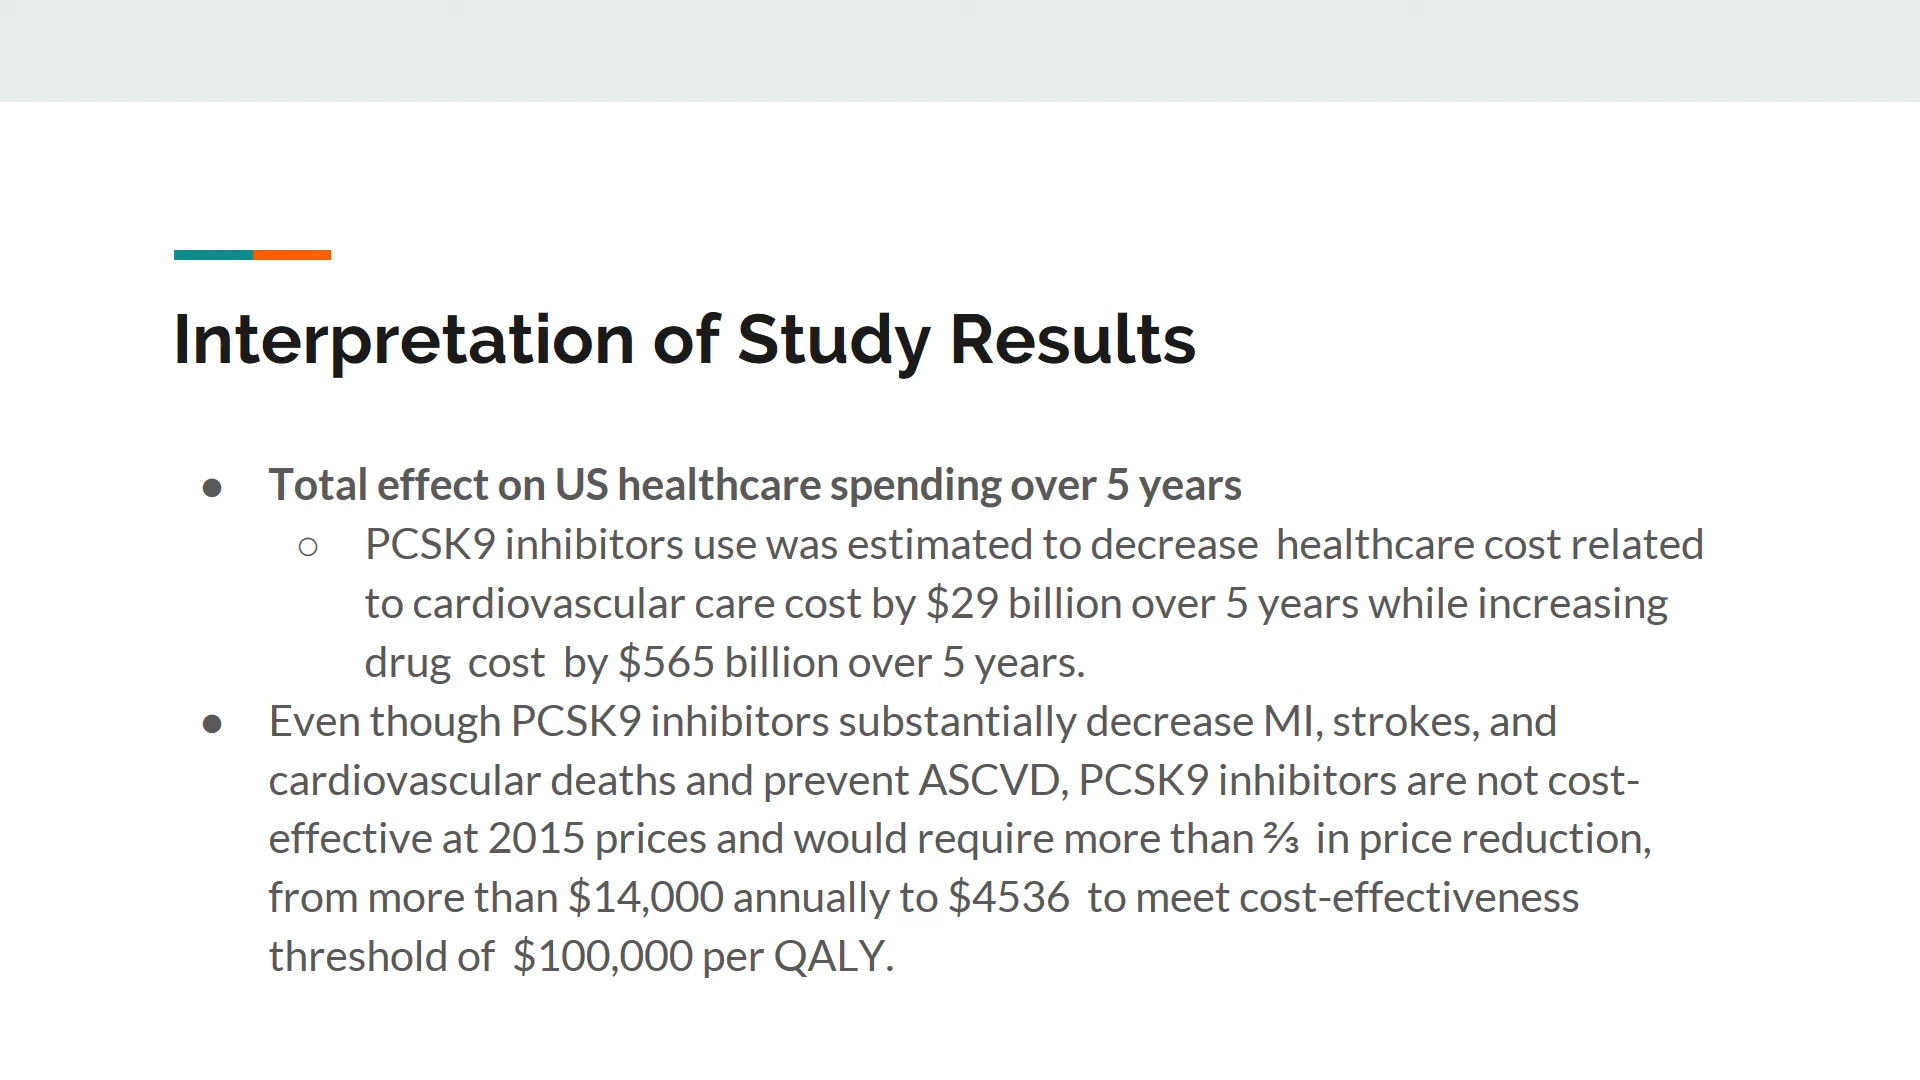 Interpretation of Study Results
● Total effect on US healthcare spending over 5 years
○ PCSK9 inhibitors use was estimated to decrease  healthcare cost related
to cardiovascular care cost by $29 billion over 5 years while increasing
drug  cost  by $565 billion over 5 years.
● Even though PCSK9 inhibitors substantially decrease MI, strokes, and
cardiovascular deaths and prevent ASCVD, PCSK9 inhibitors are not cost-
effective at 2015 prices and would require more than ⅔  in price reduction,
from more than $14,000 annually to $4536  to meet cost-effectiveness
threshold of  $100,000 per QALY.